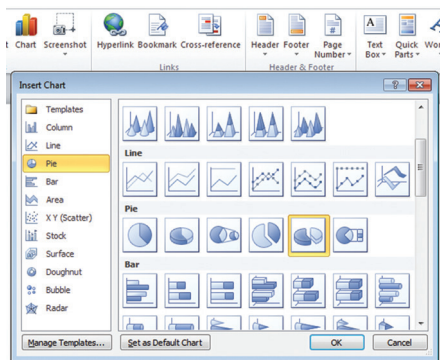 t Chart Screenshot Hyperlink Bookmark Cross-reference Header Footer Page Number Text Box Quick Parts Wo
Links Header & Footer
Insert Chart
Templates
Column
Line
Pie
Bar
Area
X Y (Scatter)
Stock
Surface
Doughnut
Bubble
Radar
Line
Pie
Bar
Manage Templates... Set as Default Chart OK Cancel